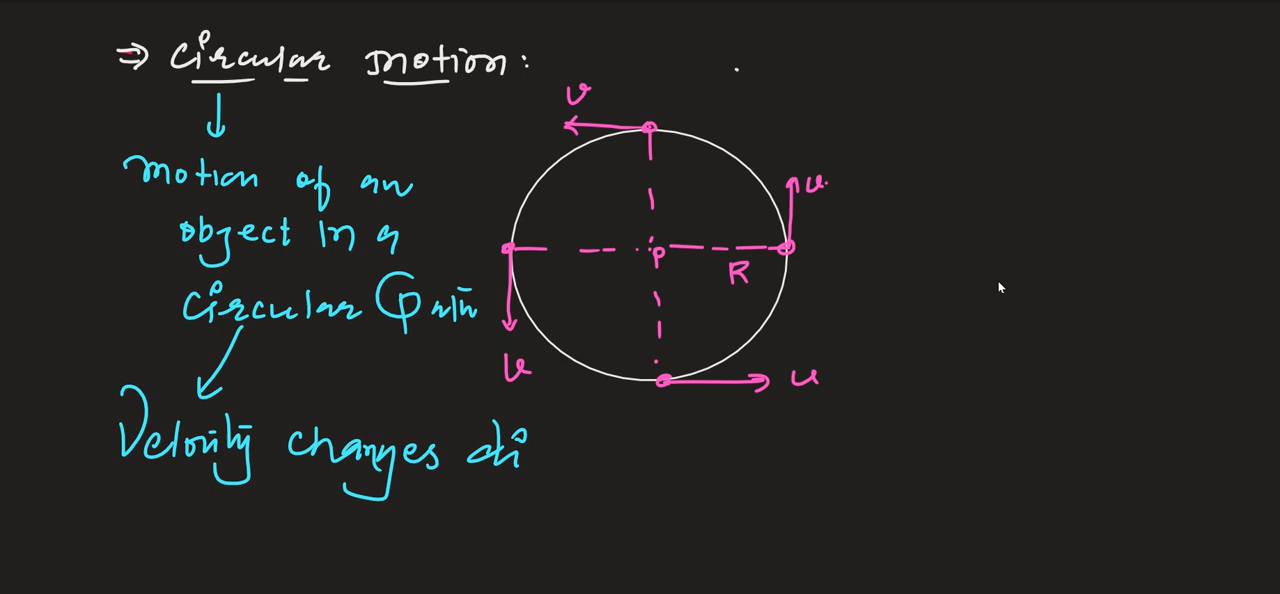 ⇒ Circular motion:
Motion of an
object in a
circular path
Velocity changes di
v
v
v
u
P
R